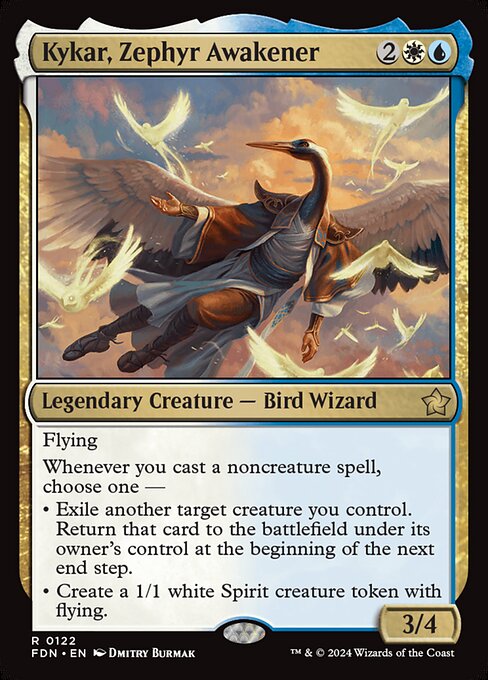 Kykar, Zephyr Awakener 2
Legendary Creature — Bird Wizard
Flying
Whenever you cast a noncreature spell,
choose one —
• Exile another target creature you control.
Return that card to the battlefield under its
owner's control at the beginning of the next
end step.
• Create a 1/1 white Spirit creature token with
flying.
3/4
R 0122
FDN • EN Dmitry Burmak
™ & © 2024 Wizards of the Coast